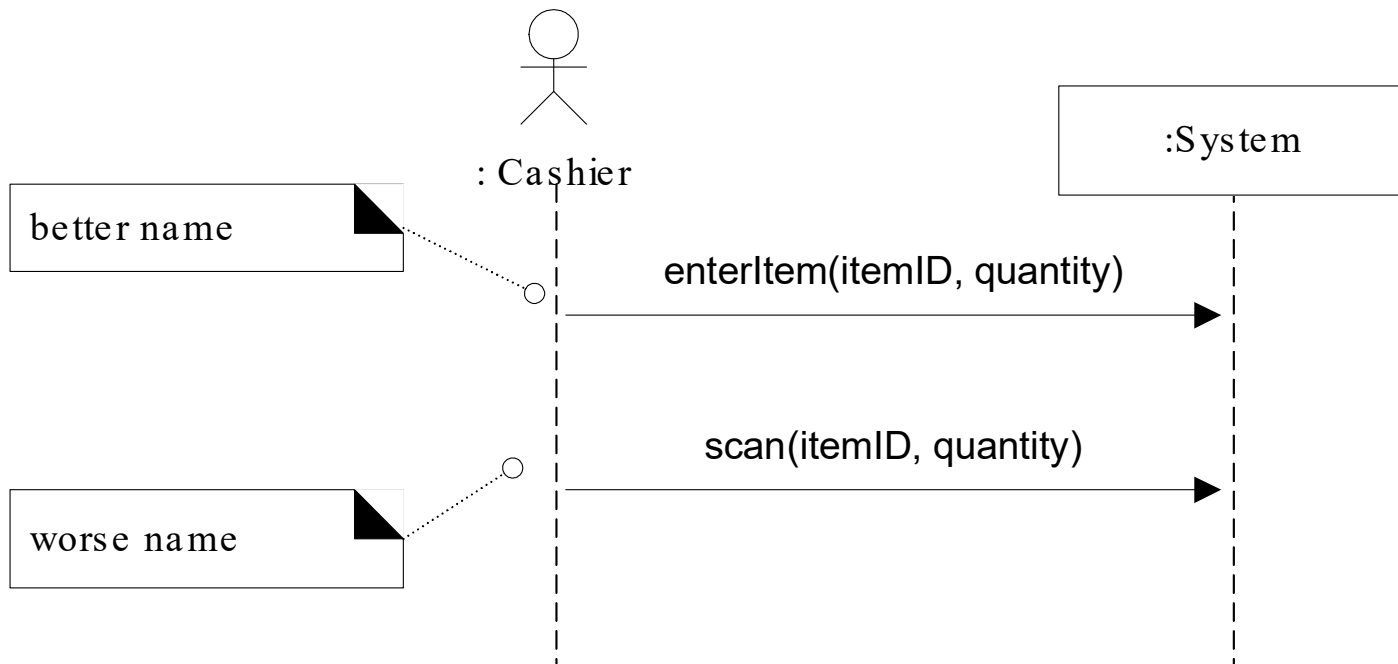 : Cashier
:System
better name
enterItem(itemID, quantity)
scan(itemID, quantity)
worse name